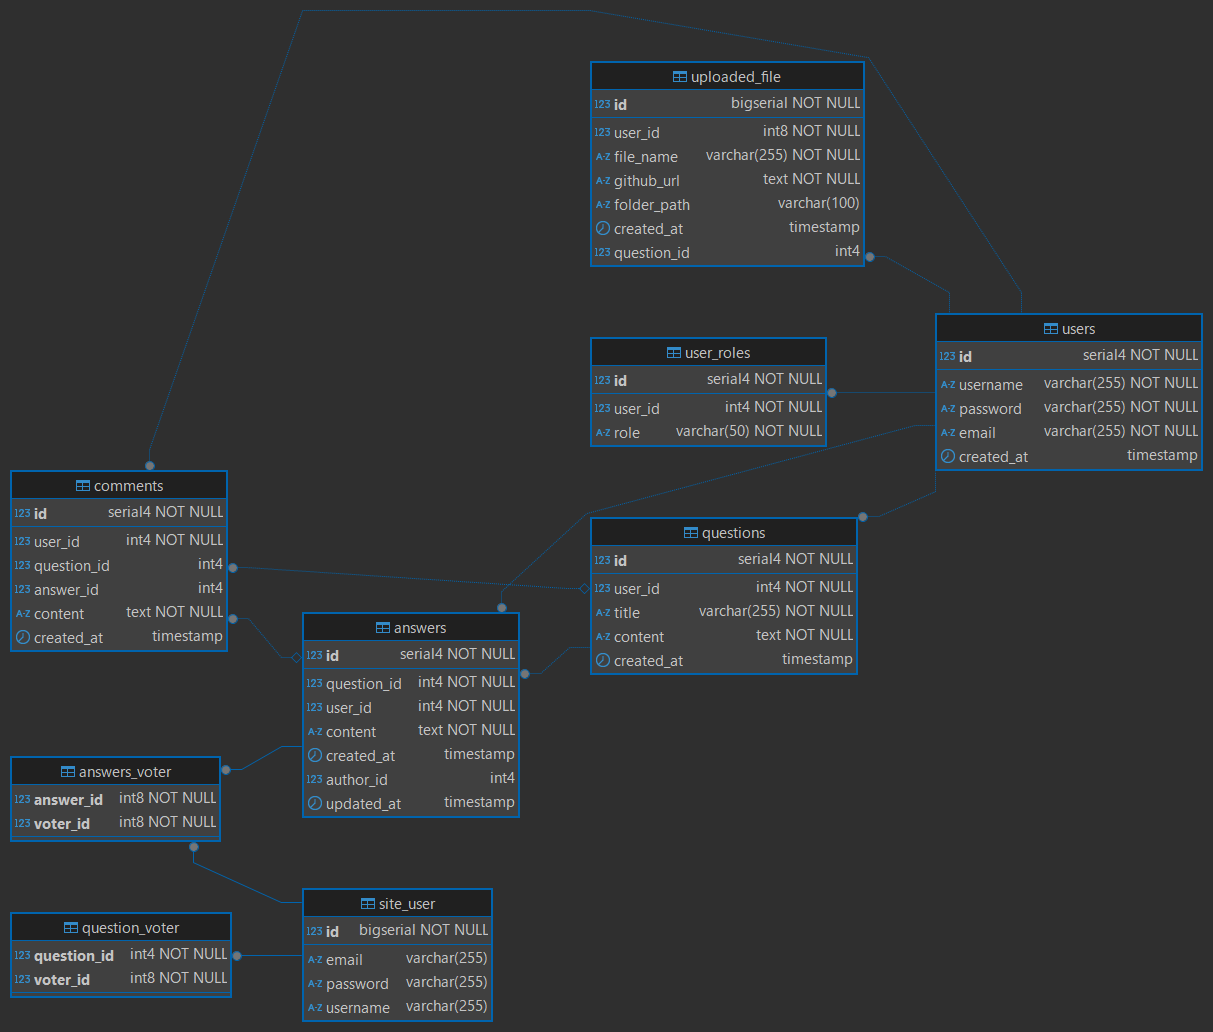 uploaded_file
123 id bigserial NOT NULL
123 user_id int8 NOT NULL
A-Z file_name varchar(255) NOT NULL
A-Z github_url text NOT NULL
A-Z folder_path varchar(100)
created_at timestamp
123 question_id int4
users
123 id serial4 NOT NULL
A-Z username varchar(255) NOT NULL
A-Z password varchar(255) NOT NULL
A-Z email varchar(255) NOT NULL
created_at timestamp
user_roles
123 id serial4 NOT NULL
123 user_id int4 NOT NULL
A-Z role varchar(50) NOT NULL
comments
123 id serial4 NOT NULL
123 user_id int4 NOT NULL
123 question_id int4
123 answer_id int4
A-Z content text NOT NULL
created_at timestamp
questions
123 id serial4 NOT NULL
123 user_id int4 NOT NULL
A-Z title varchar(255) NOT NULL
A-Z content text NOT NULL
created_at timestamp
answers
123 id serial4 NOT NULL
123 question_id int4 NOT NULL
123 user_id int4 NOT NULL
A-Z content text NOT NULL
created_at timestamp
123 author_id int4
updated_at timestamp
answers_voter
123 answer_id int8 NOT NULL
123 voter_id int8 NOT NULL
site_user
123 id bigserial NOT NULL
A-Z email varchar(255)
A-Z password varchar(255)
A-Z username varchar(255)
question_voter
123 question_id int4 NOT NULL
123 voter_id int8 NOT NULL